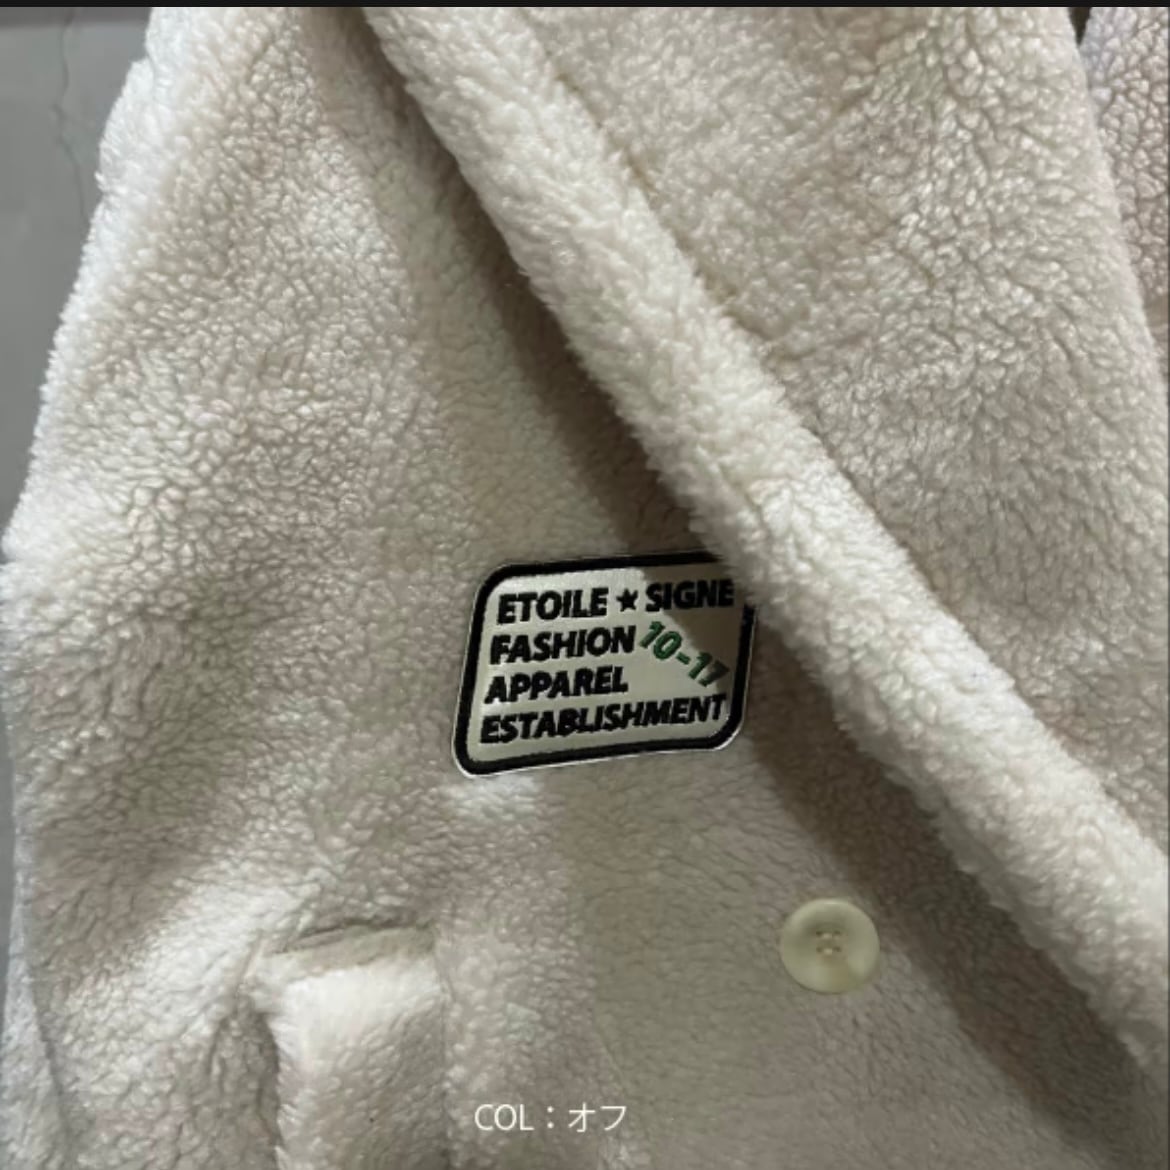 ETOILE ★ SIGNE
FASHION 10-17
APPAREL
ESTABLISHMENT
COL：オフ